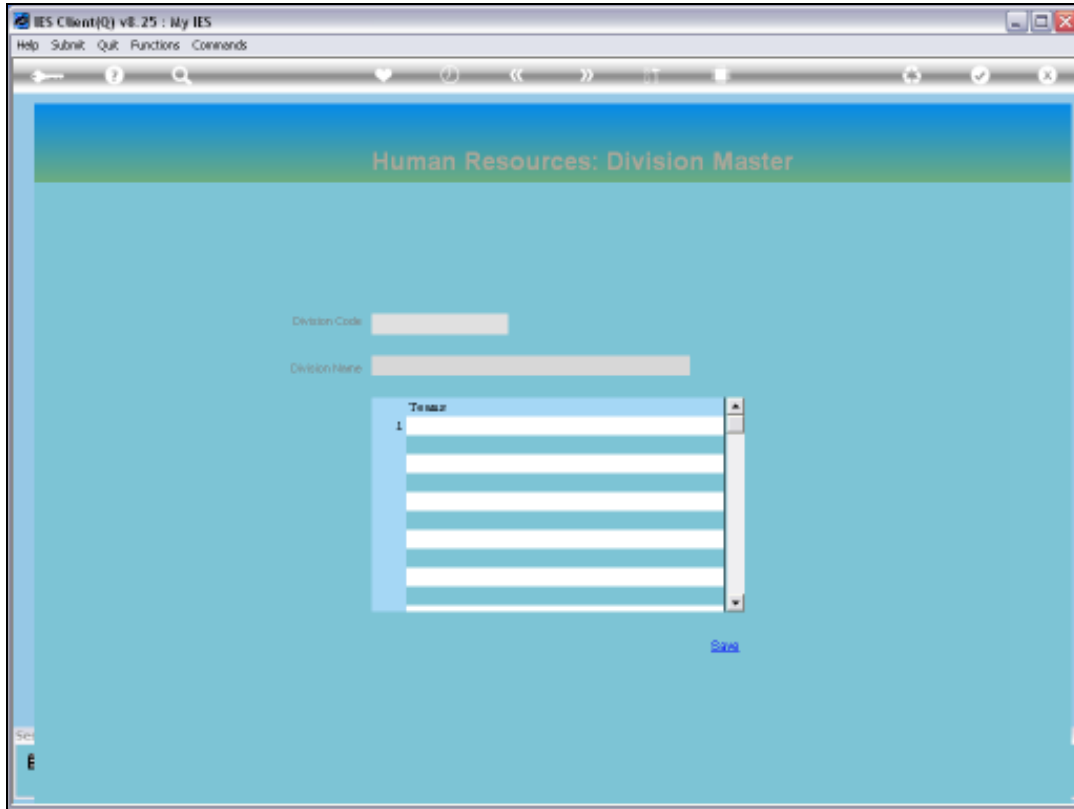 IES Client(Q) v8.25 : My IES
Help Submit Quit Functions Commands
Human Resources: Division Master
Division Code
Division Name
Teams
1
Save